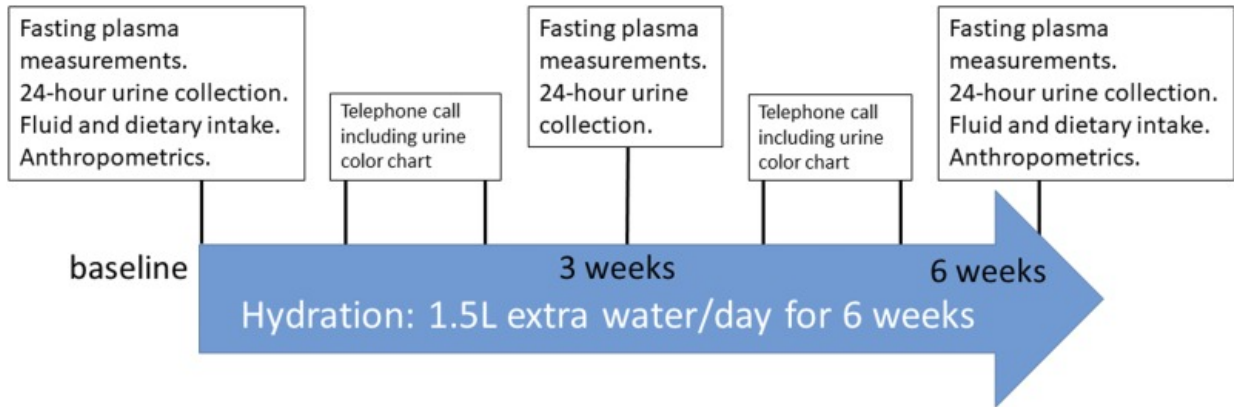 Fasting plasma
measurements.
24-hour urine collection.
Fluid and dietary intake.
Anthropometrics.
Telephone call
including urine
color chart
Fasting plasma
measurements.
24-hour urine
collection.
Telephone call
including urine
color chart
Fasting plasma
measurements.
24-hour urine collection.
Fluid and dietary intake.
Anthropometrics.
baseline
3 weeks
6 weeks
Hydration: 1.5L extra water/day for 6 weeks